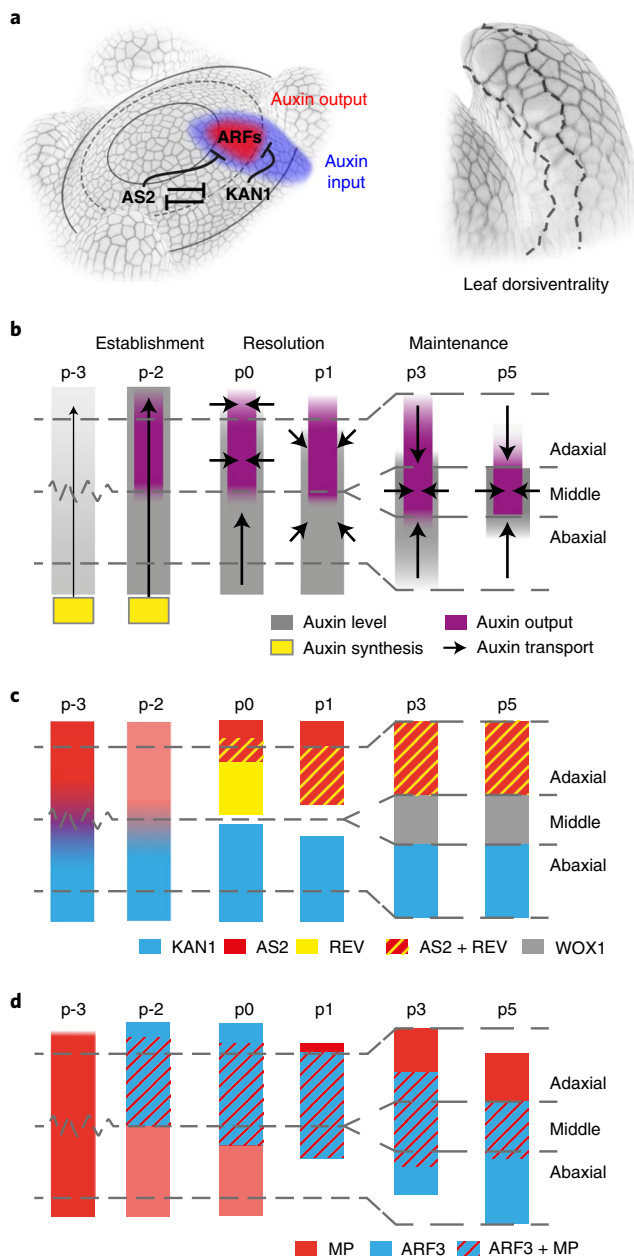 a
Auxin output
ARFs
Auxin
input
AS2
KAN1
Leaf dorsiventrality
b
Establishment Resolution Maintenance
p-3 p-2 p0 p1 p3 p5
Adaxial
Middle
Abaxial
Auxin level Auxin output
Auxin synthesis Auxin transport
c
p-3 p-2 p0 p1 p3 p5
Adaxial
Middle
Abaxial
KAN1 AS2 REV AS2 + REV WOX1
d
p-3 p-2 p0 p1 p3 p5
Adaxial
Middle
Abaxial
MP ARF3 ARF3 + MP